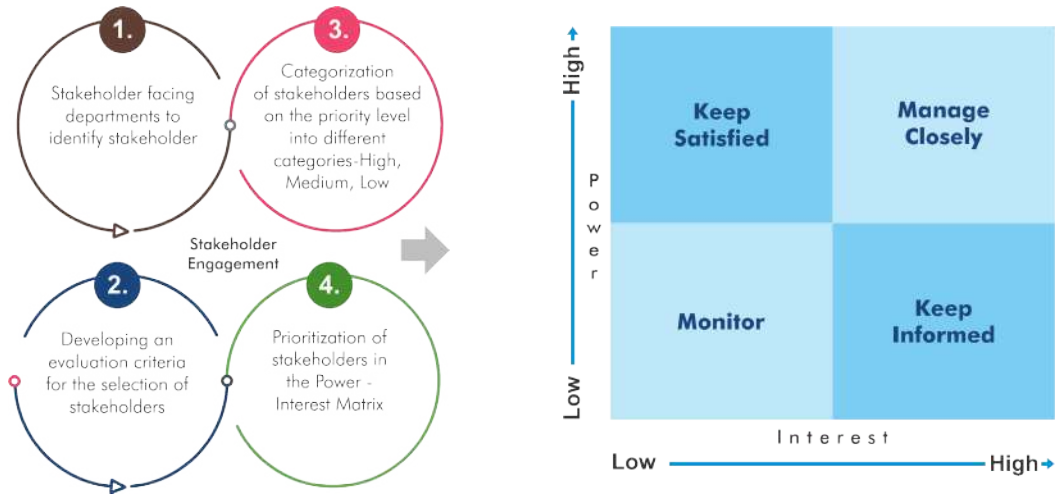 1.
Stakeholder facing
departments to
identify stakeholder
2.
Developing an
evaluation criteria
for the selection of
stakeholders
3.
Categorization
of stakeholders based
on the priority level
into different
categories-High,
Medium, Low
4.
Prioritization of
stakeholders in
the Power -
Interest Matrix
Stakeholder
Engagement
High
Low
Power
Keep
Satisfied
Manage
Closely
Monitor
Keep
Informed
Interest
Low
High